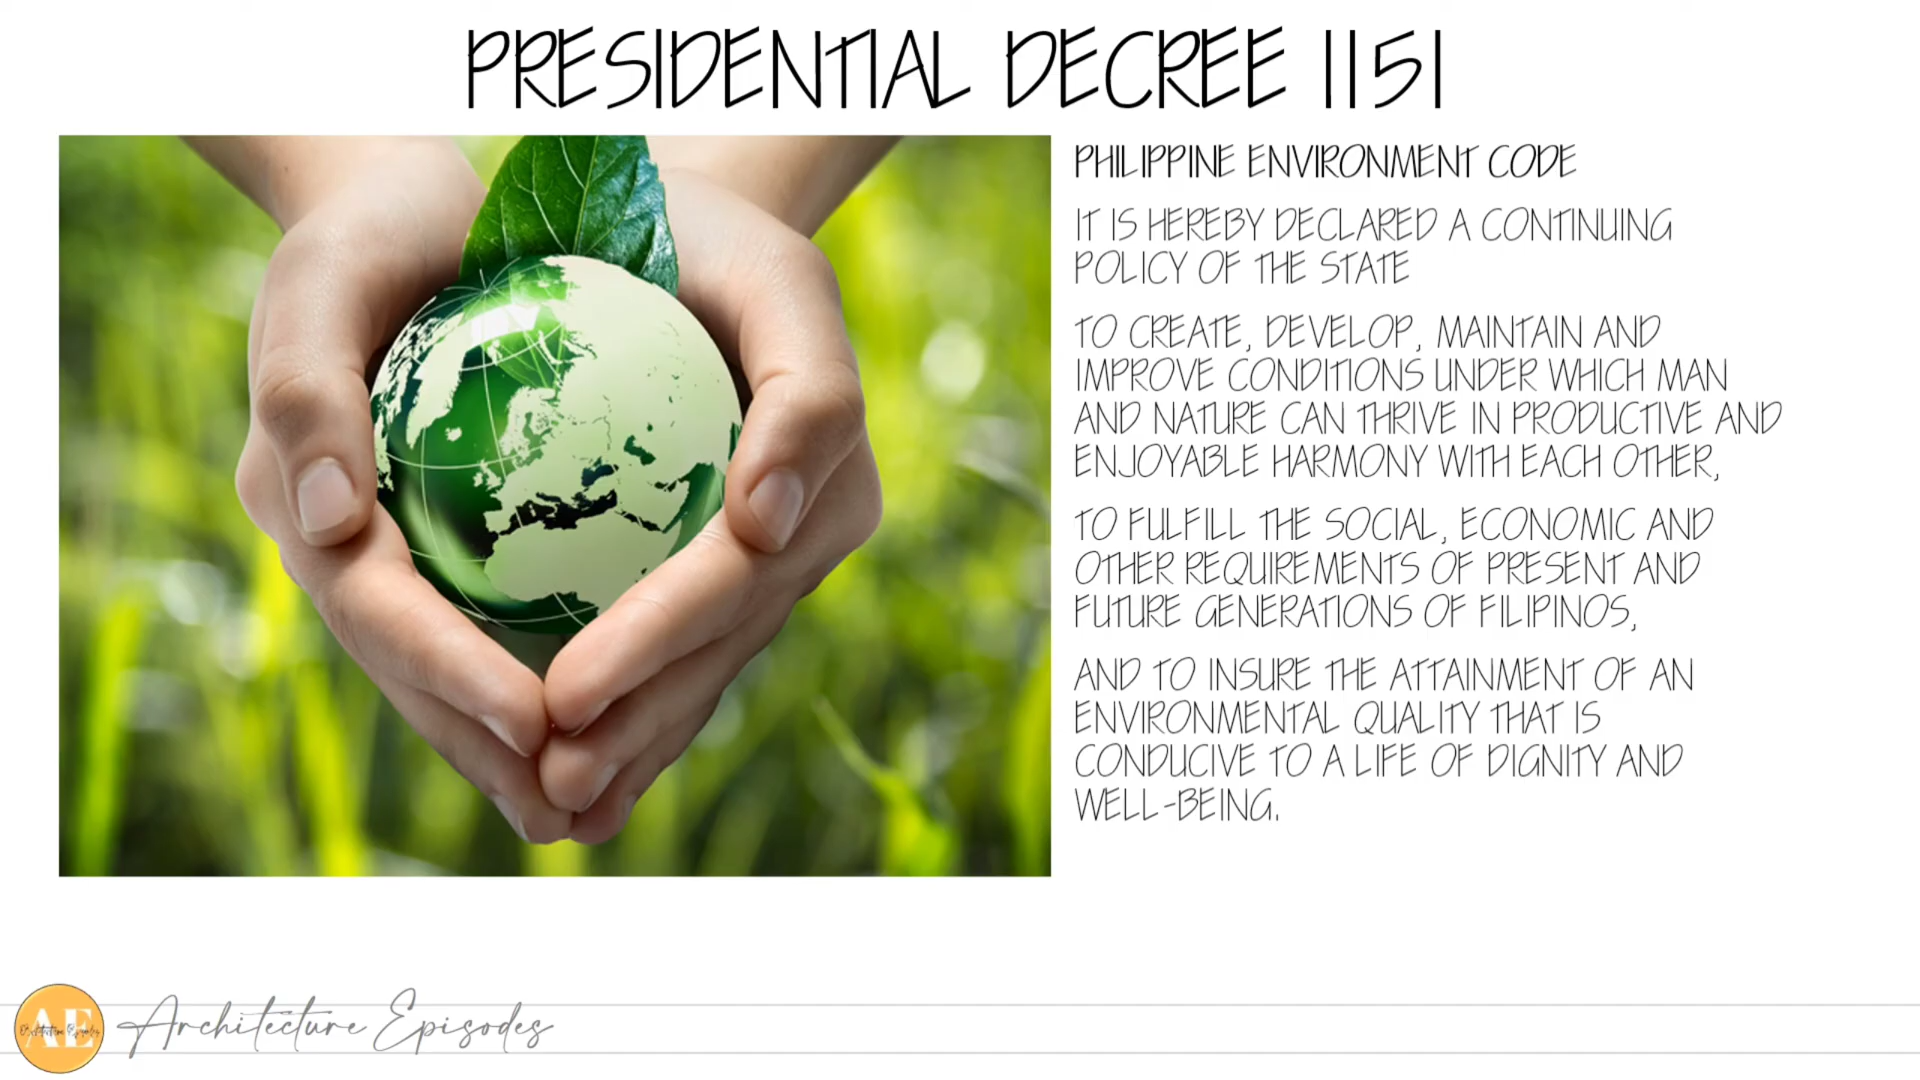 PRESIDENTIAL DECREE 1151
PHILIPPINE ENVIRONMENT CODE
IT IS HEREBY DECLARED A CONTINUING
POLICY OF THE STATE
TO CREATE, DEVELOP, MAINTAIN AND
IMPROVE CONDITIONS UNDER WHICH MAN
AND NATURE CAN THRIVE IN PRODUCTIVE AND
ENJOYABLE HARMONY WITH EACH OTHER,
TO FULFILL THE SOCIAL, ECONOMIC AND
OTHER REQUIREMENTS OF PRESENT AND
FUTURE GENERATIONS OF FILIPINOS,
AND TO INSURE THE ATTAINMENT OF AN
ENVIRONMENTAL QUALITY THAT IS
CONDUCIVE TO A LIFE OF DIGNITY AND
WELL-BEING.
AE
Architecture Episodes
Architecture Episodes